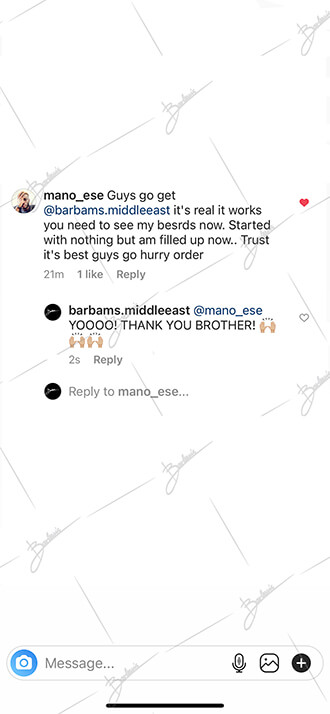 mano_ese Guys go get
@barbams.middleeast it's real it works
you need to see my besrds now. Started
with nothing but am filled up now.. Trust
it's best guys go hurry order
21m 1 like Reply
barbams.middleeast @mano_ese
YOOOO! THANK YOU BROTHER! 🙌🏼
🙌🏼🙌🏼
2s Reply
Reply to mano_ese...
Message...